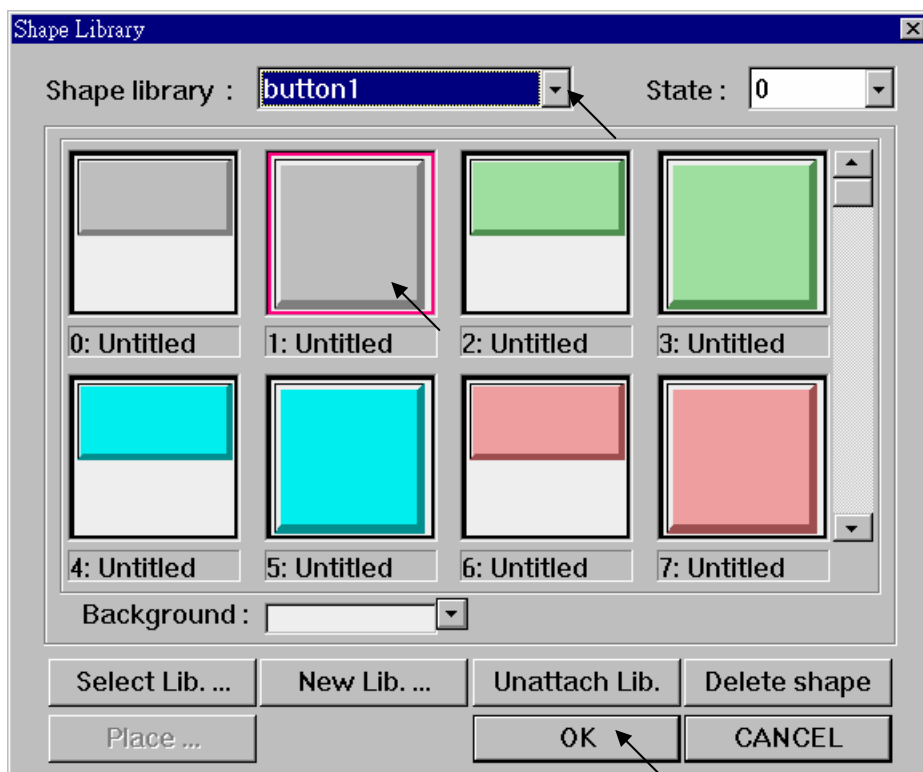 Shape Library
Shape library : button1 State : 0
0: Untitled 1: Untitled 2: Untitled 3: Untitled
4: Untitled 5: Untitled 6: Untitled 7: Untitled
Background :
Select Lib. ... New Lib. ... Unattach Lib. Delete shape
Place ... OK CANCEL